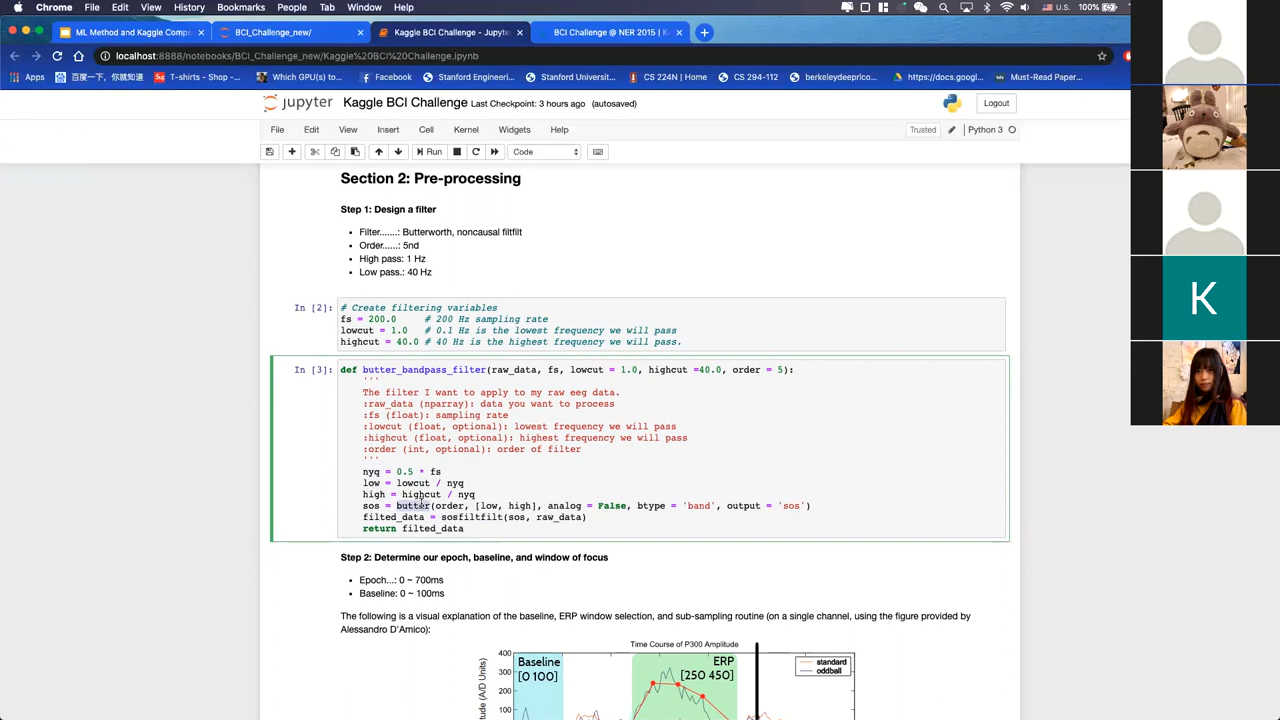 Chrome File Edit View History Bookmarks People Tab Window Help
100%
ML Method and Kaggle Compe
BCI_Challenge_new/
Kaggle BCI Challenge - Jupyter
BCI Challenge @ NER 2015 | Ka
localhost:8888/notebooks/BCI_Challenge_new/Kaggle%20BCI%20Challenge.ipynb
Apps 百度一下，你就知道 T-shirts - Shop ... Which GPU(s) to... Facebook Stanford Engineeri... Stanford Universit... CS 224N | Home CS 294-112 berkeleydeeprlco... https://docs.googl... Must-Read Paper...
jupyter Kaggle BCI Challenge Last Checkpoint: 3 hours ago (autosaved)
Logout
File Edit View Insert Cell Kernel Widgets Help
Trusted Python 3
Run Code
Section 2: Pre-processing
Step 1: Design a filter
• Filter.......: Butterworth, noncausal filtfilt
• Order......: 5nd
• High pass: 1 Hz
• Low pass.: 40 Hz
In [2]:
# Create filtering variables
fs = 200.0 # 200 Hz sampling rate
lowcut = 1.0 # 0.1 Hz is the lowest frequency we will pass
highcut = 40.0 # 40 Hz is the highest frequency we will pass.
In [3]:
def butter_bandpass_filter(raw_data, fs, lowcut = 1.0, highcut =40.0, order = 5):
'''
The filter I want to apply to my raw eeg data.
:raw_data (nparray): data you want to process
:fs (float): sampling rate
:lowcut (float, optional): lowest frequency we will pass
:highcut (float, optional): highest frequency we will pass
:order (int, optional): order of filter
'''
nyq = 0.5 * fs
low = lowcut / nyq
high = highcut / nyq
sos = butter(order, [low, high], analog = False, btype = 'band', output = 'sos')
filted_data = sosfiltfilt(sos, raw_data)
return filted_data
Step 2: Determine our epoch, baseline, and window of focus
• Epoch...: 0 ~ 700ms
• Baseline: 0 ~ 100ms
The following is a visual explanation of the baseline, ERP window selection, and sub-sampling routine (on a single channel, using the figure provided by
Alessandro D'Amico):
Time Course of P300 Amplitude
400
300
200
100
Baseline
[0 100]
ERP
[250 450]
standard
oddball
tude (A/D Units)
K